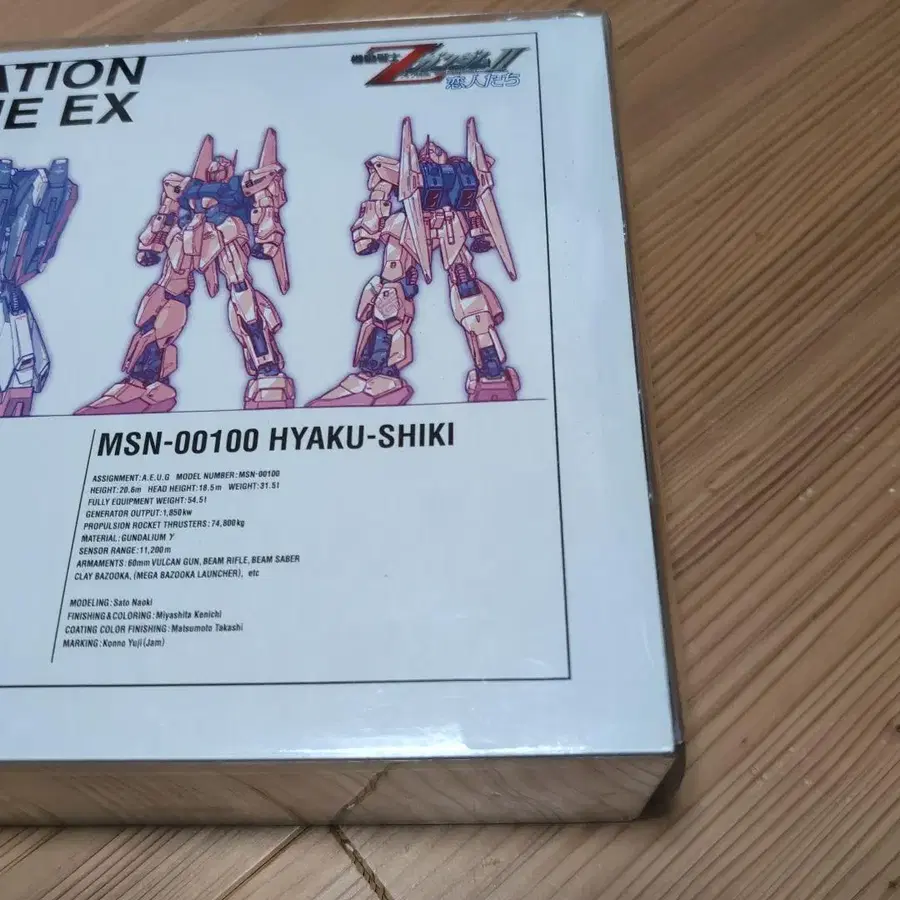 ATION
E EX
機動戦士
Zガンダム II
恋人たち
MSN-00100 HYAKU-SHIKI
ASSIGNMENT:A.E.U.G MODEL NUMBER:MSN-00100
HEIGHT:20.6m HEAD HEIGHT:18.5m WEIGHT:31.5t
FULLY EQUIPMENT WEIGHT:54.5t
GENERATOR OUTPUT:1,850kw
PROPULSION ROCKET THRUSTERS:74,800kg
MATERIAL:GUNDALIUM γ
SENSOR RANGE:11,200m
ARMAMENTS:60mm VULCAN GUN, BEAM RIFLE, BEAM SABER
CLAY BAZOOKA, (MEGA BAZOOKA LAUNCHER), etc
MODELING:Sato Naoki
FINISHING&COLORING:Miyashita Kenichi
COATING COLOR FINISHING:Matsumoto Takashi
MARKING:Konno Yuji(Jam)